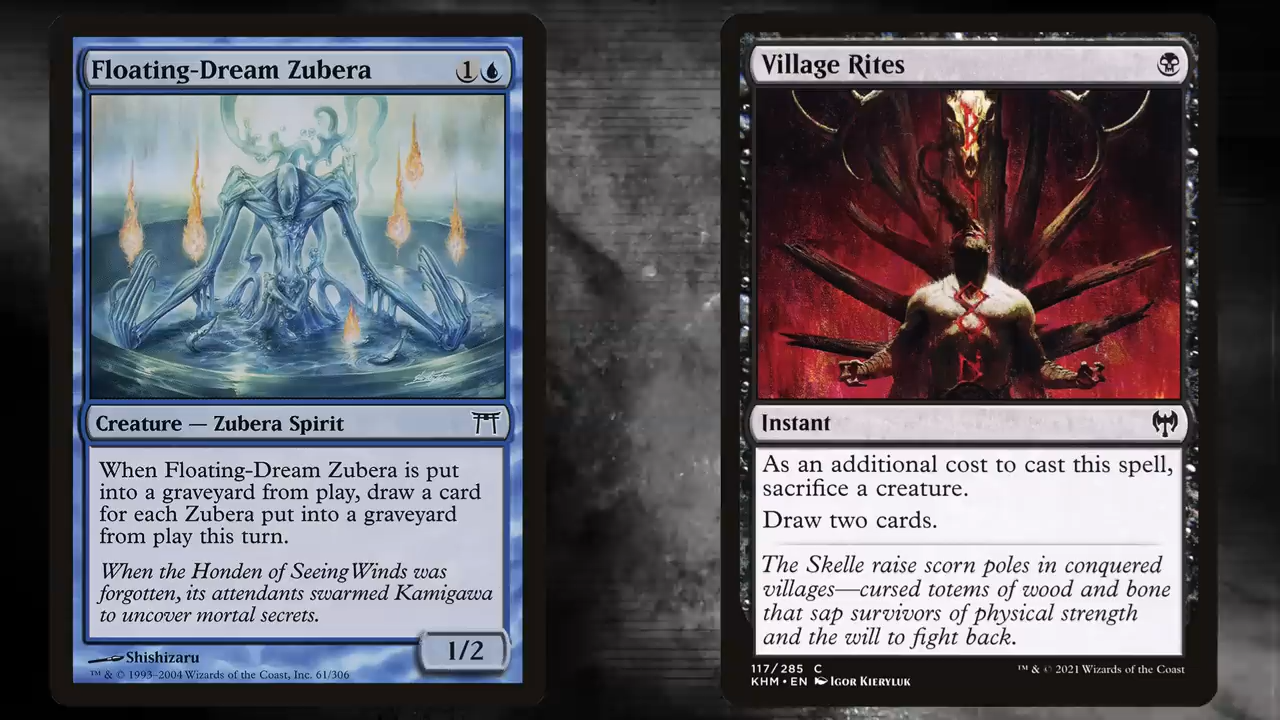 Floating-Dream Zubera
1
Creature — Zubera Spirit
When Floating-Dream Zubera is put
into a graveyard from play, draw a card
for each Zubera put into a graveyard
from play this turn.
When the Honden of Seeing Winds was
forgotten, its attendants swarmed Kamigawa
to uncover mortal secrets.
1/2
Shishizaru
™ & © 1993–2004 Wizards of the Coast, Inc. 61/306
Village Rites
Instant
As an additional cost to cast this spell,
sacrifice a creature.
Draw two cards.
The Skelle raise scorn poles in conquered
villages—cursed totems of wood and bone
that sap survivors of physical strength
and the will to fight back.
117/285 C
KHM • EN Igor Kieryluk
™ & © 2021 Wizards of the Coast